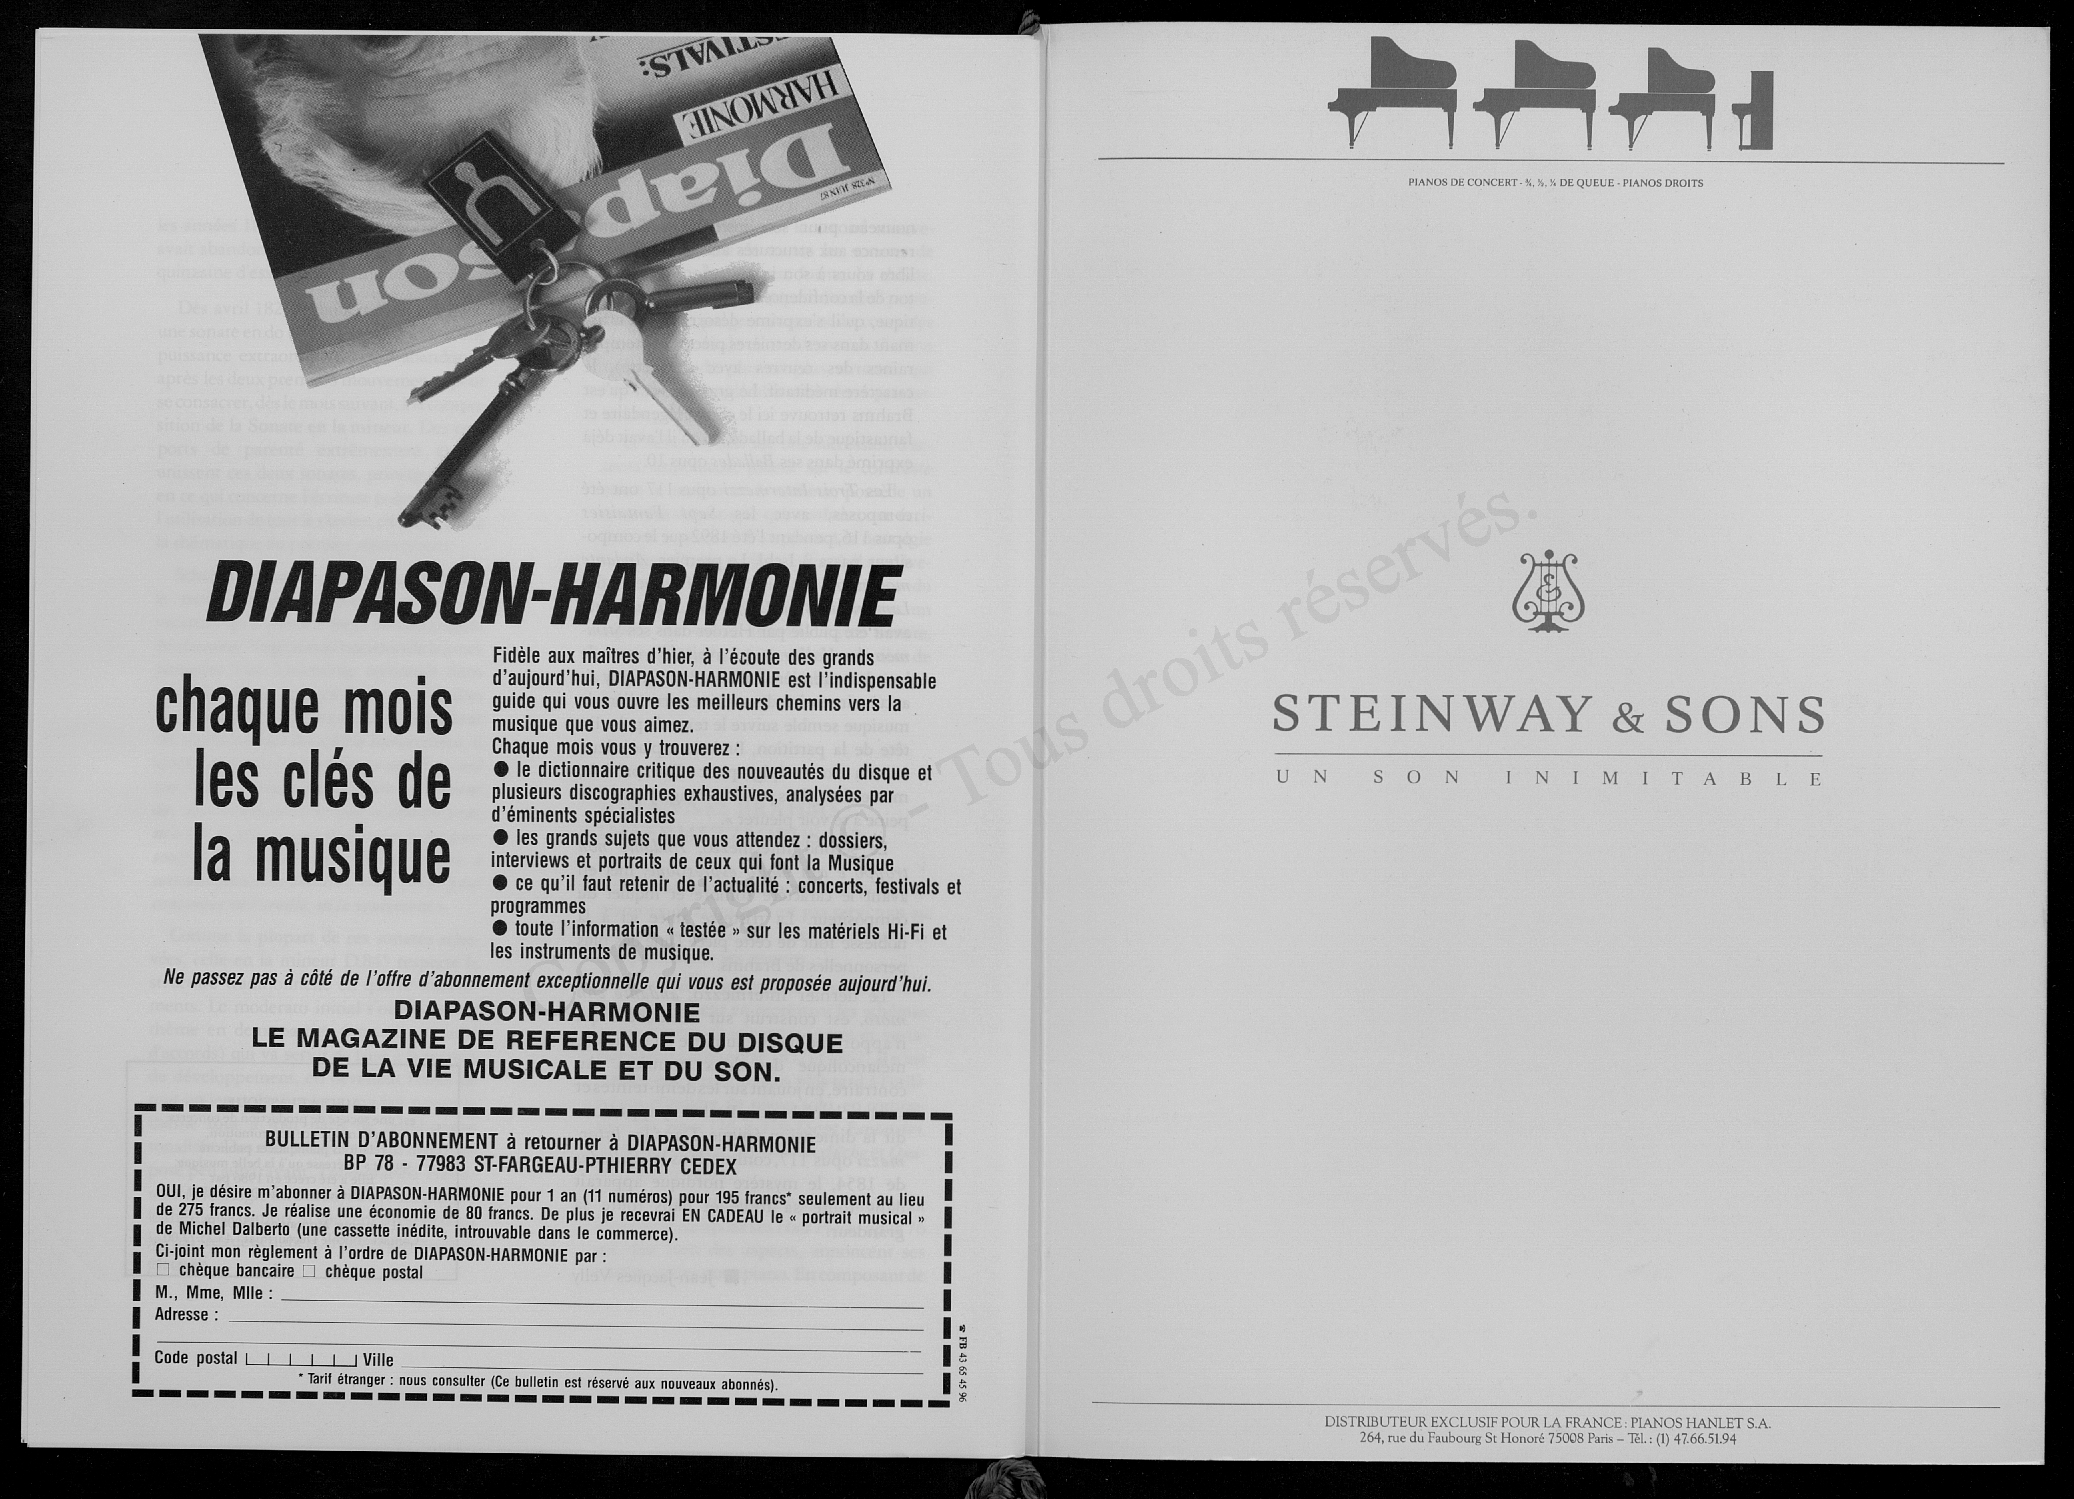 FESTIVALS:
HARMONIE
Diapason
N° 328 JUIN 87
DIAPASON-HARMONIE
chaque mois
les clés de
la musique
Fidèle aux maîtres d'hier, à l'écoute des grands
d'aujourd'hui, DIAPASON-HARMONIE est l'indispensable
guide qui vous ouvre les meilleurs chemins vers la
musique que vous aimez.
Chaque mois vous y trouverez :
● le dictionnaire critique des nouveautés du disque et
plusieurs discographies exhaustives, analysées par
d'éminents spécialistes
● les grands sujets que vous attendez : dossiers,
interviews et portraits de ceux qui font la Musique
● ce qu'il faut retenir de l'actualité : concerts, festivals et
programmes
● toute l'information « testée » sur les matériels Hi-Fi et
les instruments de musique.
Ne passez pas à côté de l'offre d'abonnement exceptionnelle qui vous est proposée aujourd'hui.
DIAPASON-HARMONIE
LE MAGAZINE DE REFERENCE DU DISQUE
DE LA VIE MUSICALE ET DU SON.
BULLETIN D'ABONNEMENT à retourner à DIAPASON-HARMONIE
BP 78 - 77983 ST-FARGEAU-PTHIERRY CEDEX
OUI, je désire m'abonner à DIAPASON-HARMONIE pour 1 an (11 numéros) pour 195 francs* seulement au lieu
de 275 francs. Je réalise une économie de 80 francs. De plus je recevrai EN CADEAU le « portrait musical »
de Michel Dalberto (une cassette inédite, introuvable dans le commerce).
Ci-joint mon règlement à l'ordre de DIAPASON-HARMONIE par :
□ chèque bancaire □ chèque postal
M., Mme, Mlle :
Adresse :
Code postal Ville
* Tarif étranger : nous consulter (Ce bulletin est réservé aux nouveaux abonnés).
☎ FB 43 65 45 96
PIANOS DE CONCERT - ¾, ½, ¼ DE QUEUE - PIANOS DROITS
STEINWAY & SONS
UN SON INIMITABLE
DISTRIBUTEUR EXCLUSIF POUR LA FRANCE : PIANOS HANLET S.A.
264, rue du Faubourg St Honoré 75008 Paris – Tél. : (1) 47.66.51.94
Copyright © - Tous droits réservés.